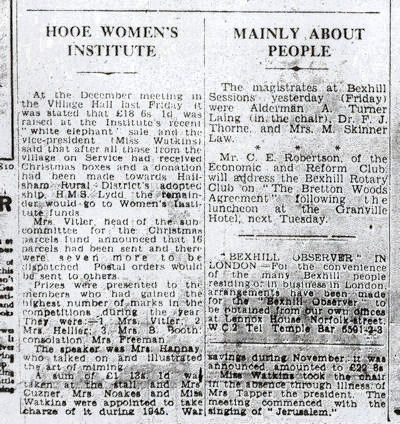 HOOE WOMEN'S
INSTITUTE
At the December meeting in
the Village Hall last Friday it
was stated that £18 6s 1d was
raised at the Institute's recent
"white elephant" sale and the
vice-president (Miss Watkins)
said that after all those from the
village on Service had received
Christmas boxes and a donation
had been made towards Hail-
sham Rural District's adopted
ship H.M.S. Lydd the remain-
der would go to Women's Insti-
tute funds.
Mrs. Vitler, head of the sub
committee for the Christmas
parcels fund announced that 16
parcels had been sent and there
were seven more to be
dispatched Postal orders would
be sent to others
Prizes were presented to the
members who had gained the
highest number of marks in the
competitions during the year
They were:—1 Mrs. Vitler; 2
Mrs. Hellier; 3 Mrs. B. Booth;
consolation, Mrs Freeman.
The speaker was Mrs. Hannay
who talked on and illustrated
the art of miming.
A sum of £1 13s 1d was
taken at the stall and Mrs
Cuzner, Mrs. Noakes and Miss
Watkins were appointed to take
charge of it during 1945. War
MAINLY ABOUT
PEOPLE
The magistrates at Bexhill
Sessions yesterday (Friday)
were Alderman A. Turner
Laing (in the chair), Dr. F. J.
Thorne, and Mrs. M. Skinner
Law.
* * *
Mr. C. E. Robertson, of the
Economic and Reform Club
will address the Bexhill Rotary
Club on "The Bretton Woods
Agreement" following the
luncheon at the Granville
Hotel, next Tuesday.
"BEXHILL OBSERVER" IN
LONDON—For the convenience
of the many Bexhill people
residing or in business in London
arrangements have been made
for the "Bexhill Observer" to
be obtained from our own offices
at Lennox House Norfolk-street
W C 2 Tel Temple Bar 5591-2-3
savings during November it was
announced amounted to £22 8s
Miss Watkins took the chair
in the absence through illness of
Mrs Tapper the president. The
meeting commenced with the
singing of "Jerusalem."